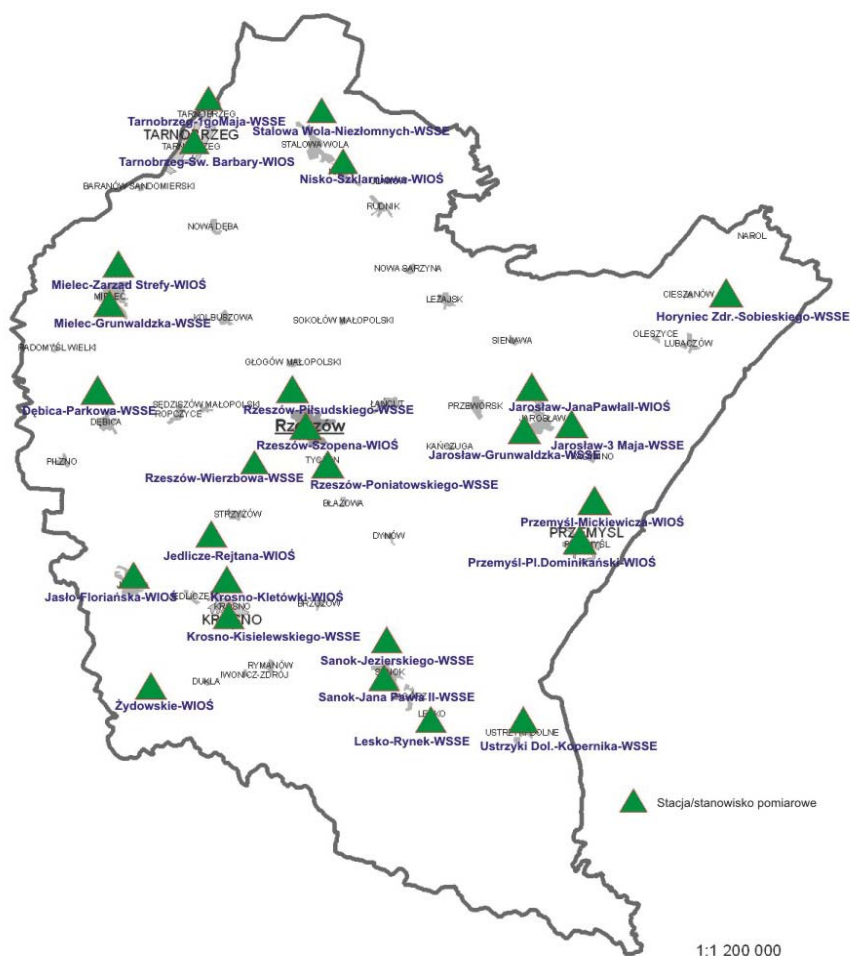 TARNOBRZEG
Tarnobrzeg-1goMaja-WSSE
TARNOBRZEG
TARNOBRZEG
Tarnobrzeg-Sw. Barbary-WIOS
Stalowa Wola-Niezłomnych-WSSE
STALOWA WOLA
Nisko-Szklarniowa-WIOŚ
BARANÓW SANDOMIERSKI
RUDNIK
NOWA DĘBA
NAROL
NOWA SARZYNA
Mielec-Zarząd Strefy-WIOŚ
MIELEC
Mielec-Grunwaldzka-WSSE
LEŻAJSK
CIESZANÓW
Horyniec Zdr.-Sobieskiego-WSSE
KOLBUSZOWA
SOKOŁÓW MAŁOPOLSKI
OLESZYCE
LUBACZÓW
SIENIAWA
RADOMYŚL WIELKI
GŁOGÓW MAŁOPOLSKI
Dębica-Parkowa-WSSE
DĘBICA
SĘDZISZÓW MAŁOPOLSKI
ROPCZYCE
Rzeszów-Piłsudskiego-WSSE
ŁAŃCUT
PRZEWORSK
Jarosław-JanaPawłaII-WIOŚ
JAROSŁAW
Rzeszów
Rzeszów-Szopena-WIOŚ
KAŃCZUGA
Jarosław-3 Maja-WSSE
Jarosław-Grunwaldzka-WSSE
PILZNO
TYCZYN
Rzeszów-Wierzbowa-WSSE
Rzeszów-Poniatowskiego-WSSE
BŁAŻOWA
STRZYŻÓW
DYNÓW
Przemyśl-Mickiewicza-WIOŚ
PRZEMYŚL
Przemyśl-Pl.Dominikański-WIOŚ
Jedlicze-Rejtana-WIOŚ
Jasło-Floriańska-WIOŚ
JEDLICZE
Krosno-Kletówki-WIOŚ
KROSNO
BRZOZÓW
KROSNO
Krosno-Kisielewskiego-WSSE
Sanok-Jezierskiego-WSSE
RYMANÓW
IWONICZ-ZDRÓJ
DUKLA
SANOK
Sanok-Jana Pawła II-WSSE
Żydowskie-WIOŚ
LESKO
Lesko-Rynek-WSSE
USTRZYKI DOLNE
Ustrzyki Dol.-Kopernika-WSSE
Stacja/stanowisko pomiarowe
1:1 200 000